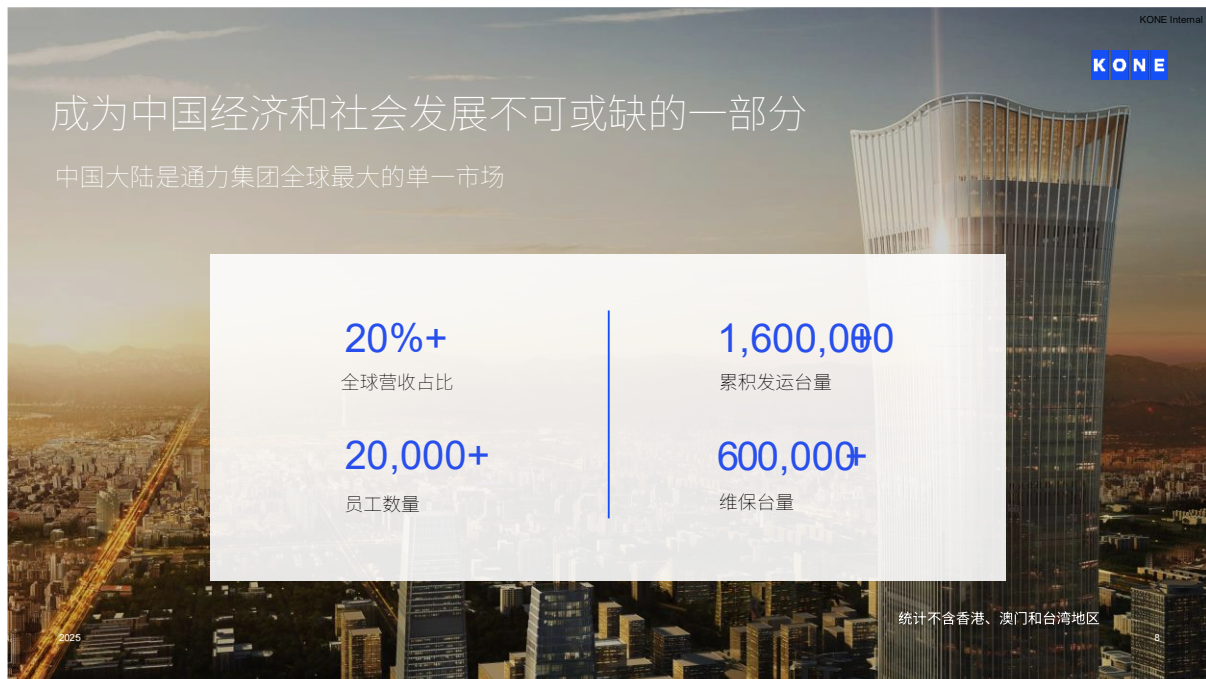 KONE Internal
KONE
成为中国经济和社会发展不可或缺的一部分
中国大陆是通力集团全球最大的单一市场
20%+
全球营收占比
20,000+
员工数量
1,600,000+
累积发运台量
600,000+
维保台量
统计不含香港、澳门和台湾地区
2025
8